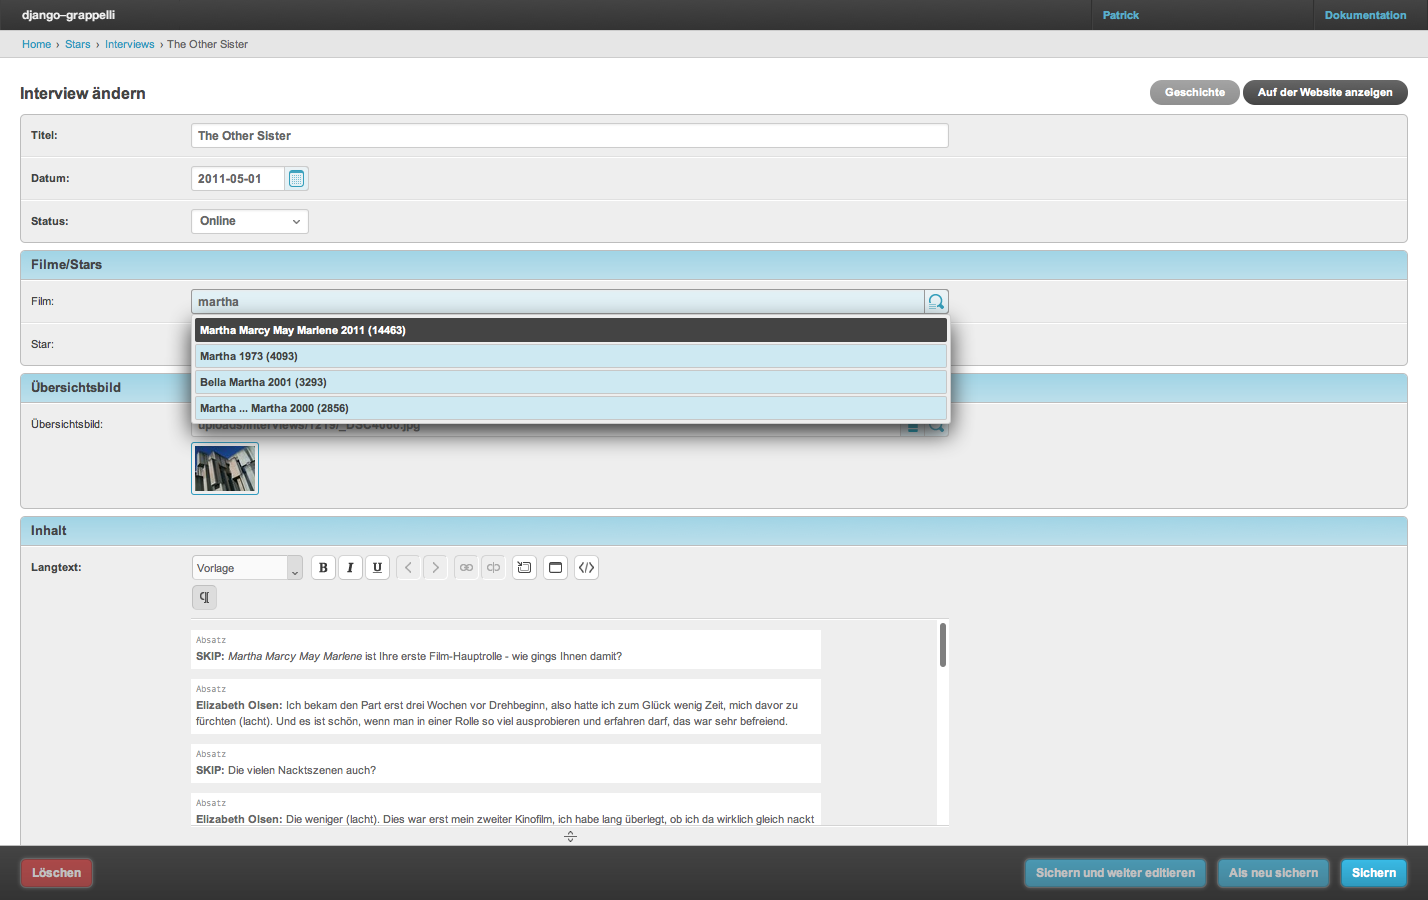 django-grappelli
Patrick
Dokumentation
Home › Stars › Interviews › The Other Sister
Interview ändern
Geschichte
Auf der Website anzeigen
Titel:
The Other Sister
Datum:
2011-05-01
Status:
Online
Filme/Stars
Film:
martha
Martha Marcy May Marlene 2011 (14463)
Star:
Martha 1973 (4093)
Bella Martha 2001 (3293)
Martha ... Martha 2000 (2856)
Übersichtsbild
Übersichtsbild:
Inhalt
Langtext:
Vorlage
B I U
Absatz
SKIP: Martha Marcy May Marlene ist Ihre erste Film-Hauptrolle - wie gings Ihnen damit?
Absatz
Elizabeth Olsen: Ich bekam den Part erst drei Wochen vor Drehbeginn, also hatte ich zum Glück wenig Zeit, mich davor zu
fürchten (lacht). Und es ist schön, wenn man in einer Rolle so viel ausprobieren und erfahren darf, das war sehr befreiend.
Absatz
SKIP: Die vielen Nacktszenen auch?
Absatz
Elizabeth Olsen: Die weniger (lacht). Dies war erst mein zweiter Kinofilm, ich habe lang überlegt, ob ich da wirklich gleich nackt
Löschen
Sichern und weiter editieren
Als neu sichern
Sichern